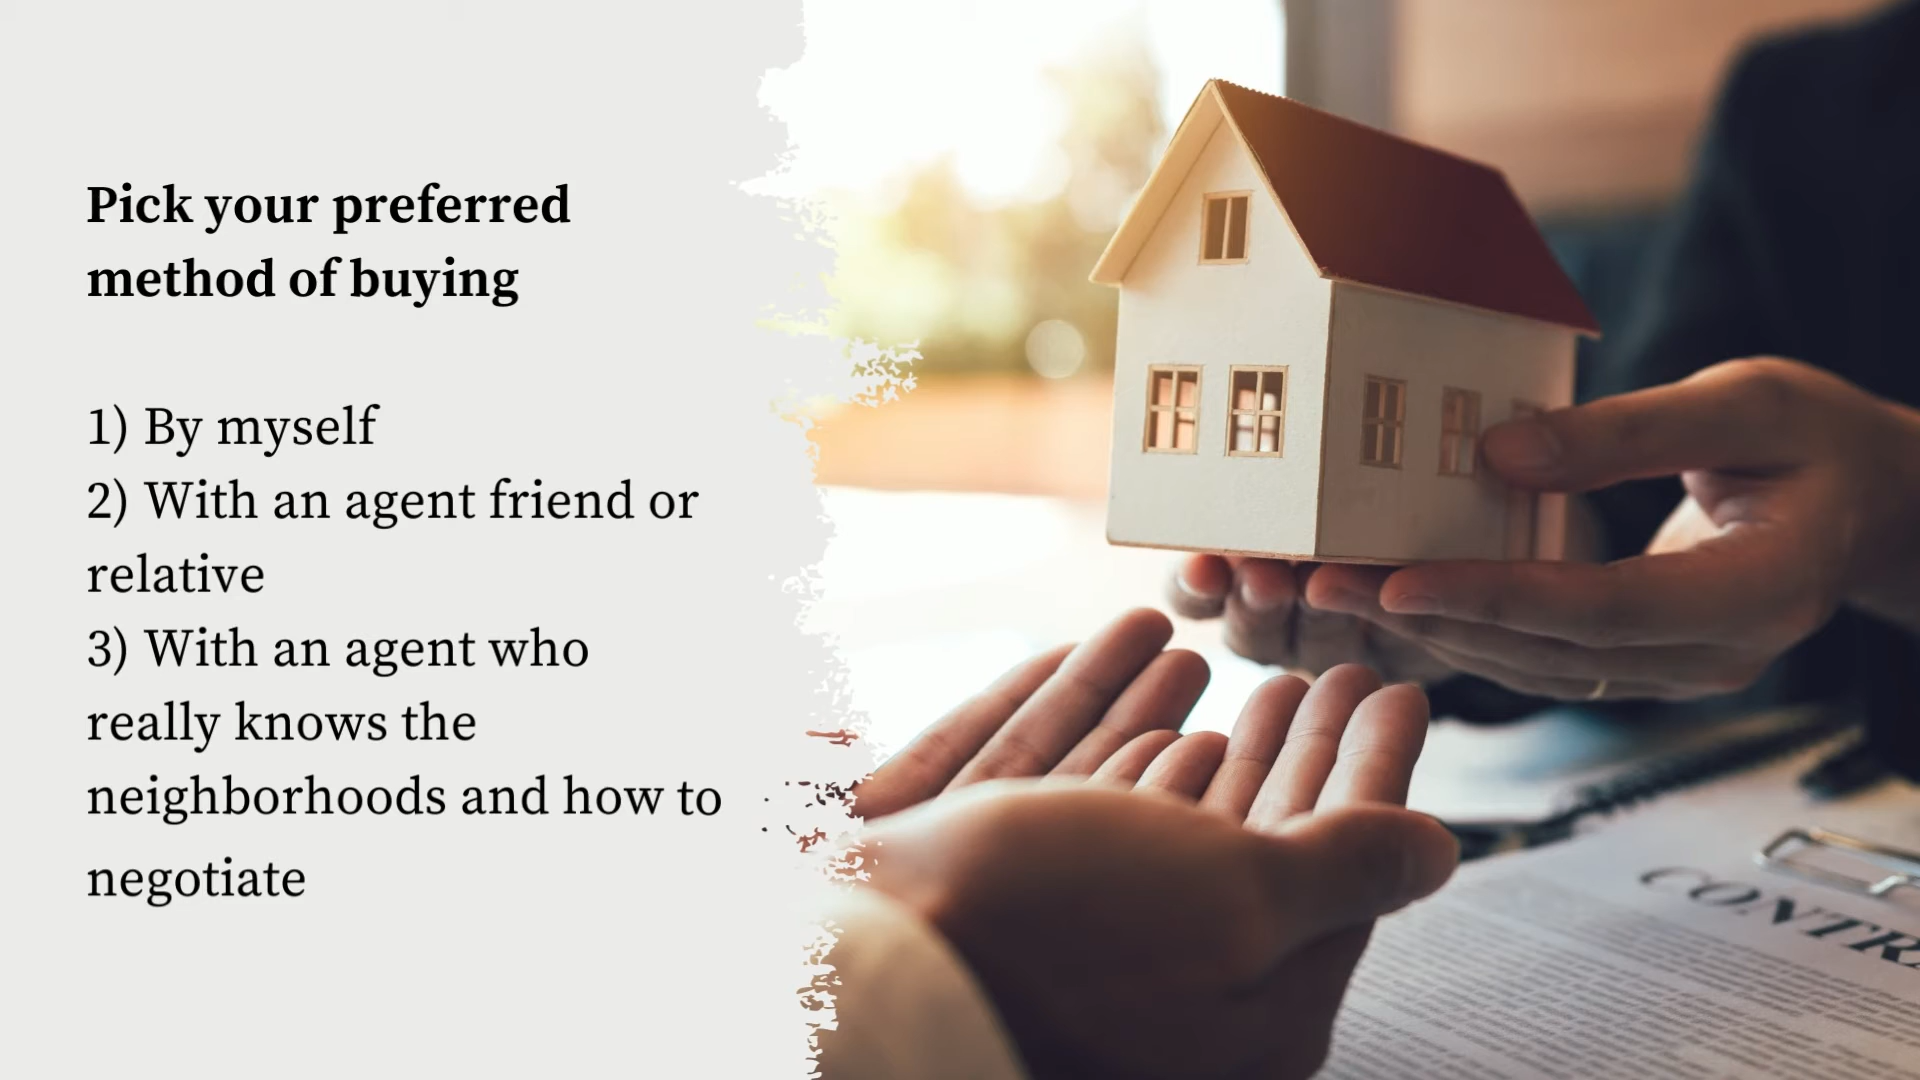 Pick your preferred
method of buying
1) By myself
2) With an agent friend or
relative
3) With an agent who
really knows the
neighborhoods and how to
negotiate